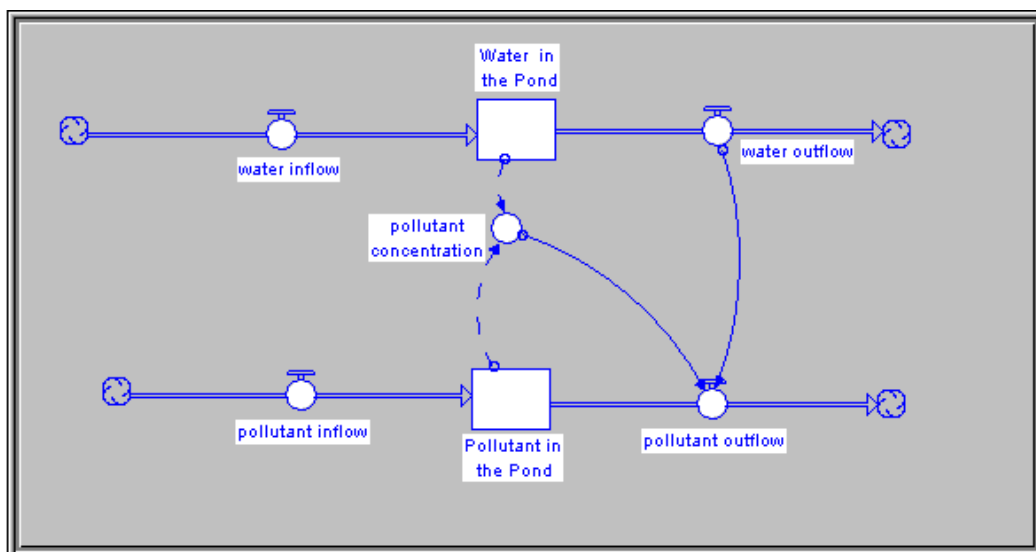 Water in
the Pond
water inflow
water outflow
pollutant
concentration
pollutant inflow
Pollutant in
the Pond
pollutant outflow